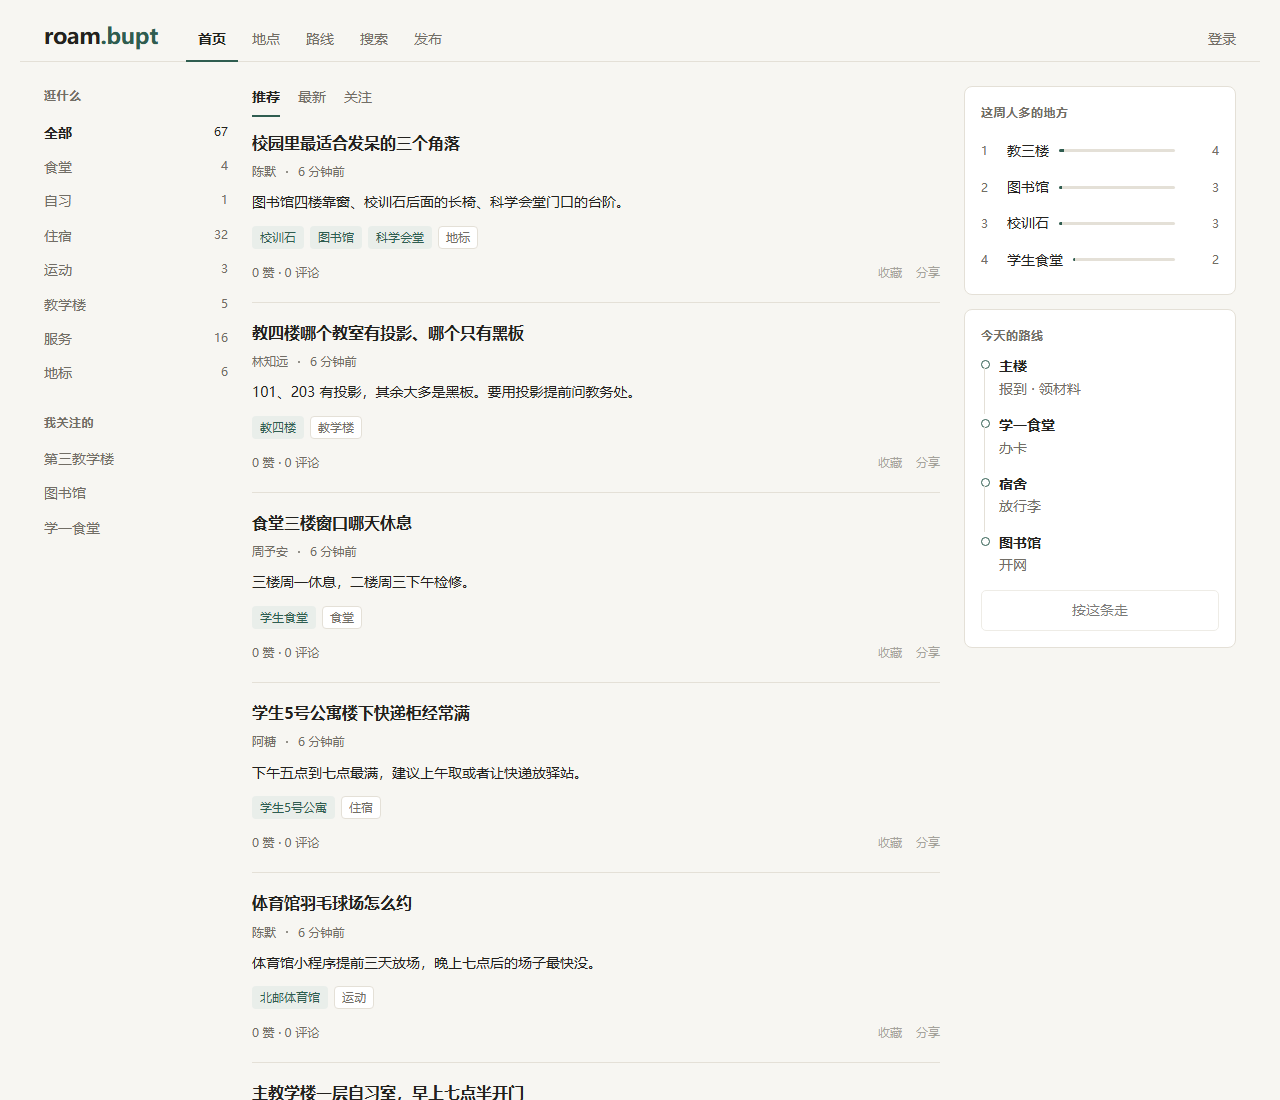 roam.bupt 首页 地点 路线 搜索 发布 登录
逛什么
全部 67
食堂 4
自习 1
住宿 32
运动 3
教学楼 5
服务 16
地标 6
我关注的
第三教学楼
图书馆
学一食堂
推荐 最新 关注
校园里最适合发呆的三个角落
陈默 · 6 分钟前
图书馆四楼靠窗、校训石后面的长椅、科学会堂门口的台阶。
校训石 图书馆 科学会堂 地标
0 赞 · 0 评论 收藏 分享
教四楼哪个教室有投影、哪个只有黑板
林知远 · 6 分钟前
101、203 有投影，其余大多是黑板。要用投影提前问教务处。
教四楼 教学楼
0 赞 · 0 评论 收藏 分享
食堂三楼窗口哪天休息
周予安 · 6 分钟前
三楼周一休息，二楼周三下午检修。
学生食堂 食堂
0 赞 · 0 评论 收藏 分享
学生5号公寓楼下快递柜经常满
阿糖 · 6 分钟前
下午五点到七点最满，建议上午取或者让快递放驿站。
学生5号公寓 住宿
0 赞 · 0 评论 收藏 分享
体育馆羽毛球场怎么约
陈默 · 6 分钟前
体育馆小程序提前三天放场，晚上七点后的场子最快没。
北邮体育馆 运动
0 赞 · 0 评论 收藏 分享
主教学楼一层自习室，早上七点半开门
这周人多的地方
1 教三楼 4
2 图书馆 3
3 校训石 3
4 学生食堂 2
今天的路线
主楼
报到 · 领材料
学一食堂
办卡
宿舍
放行李
图书馆
开网
按这条走